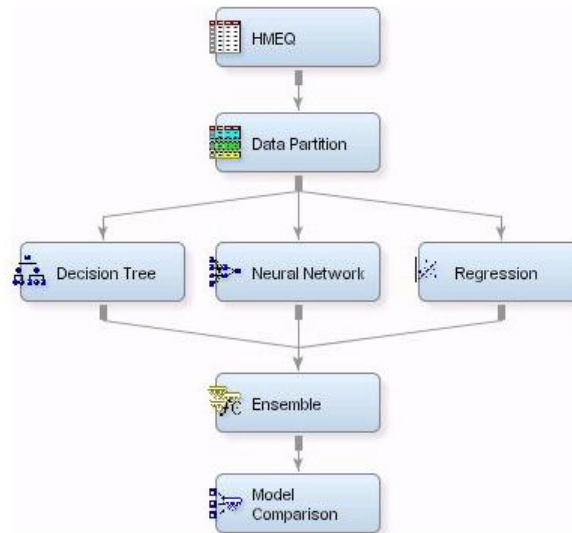 HMEQ
Data Partition
Decision Tree
Neural Network
Regression
Ensemble
Model
Comparison